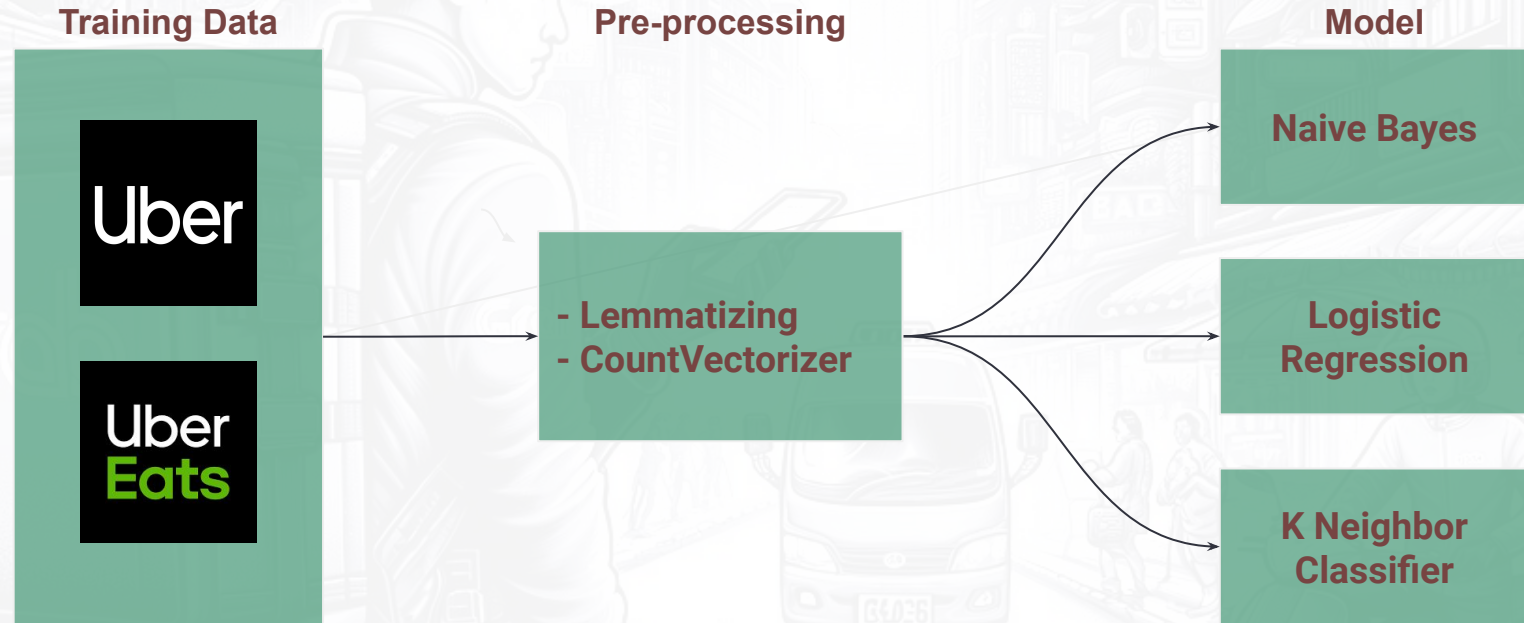 Training Data
Pre-processing
Model
Uber
Uber
Eats
- Lemmatizing
- CountVectorizer
Naive Bayes
Logistic
Regression
K Neighbor
Classifier